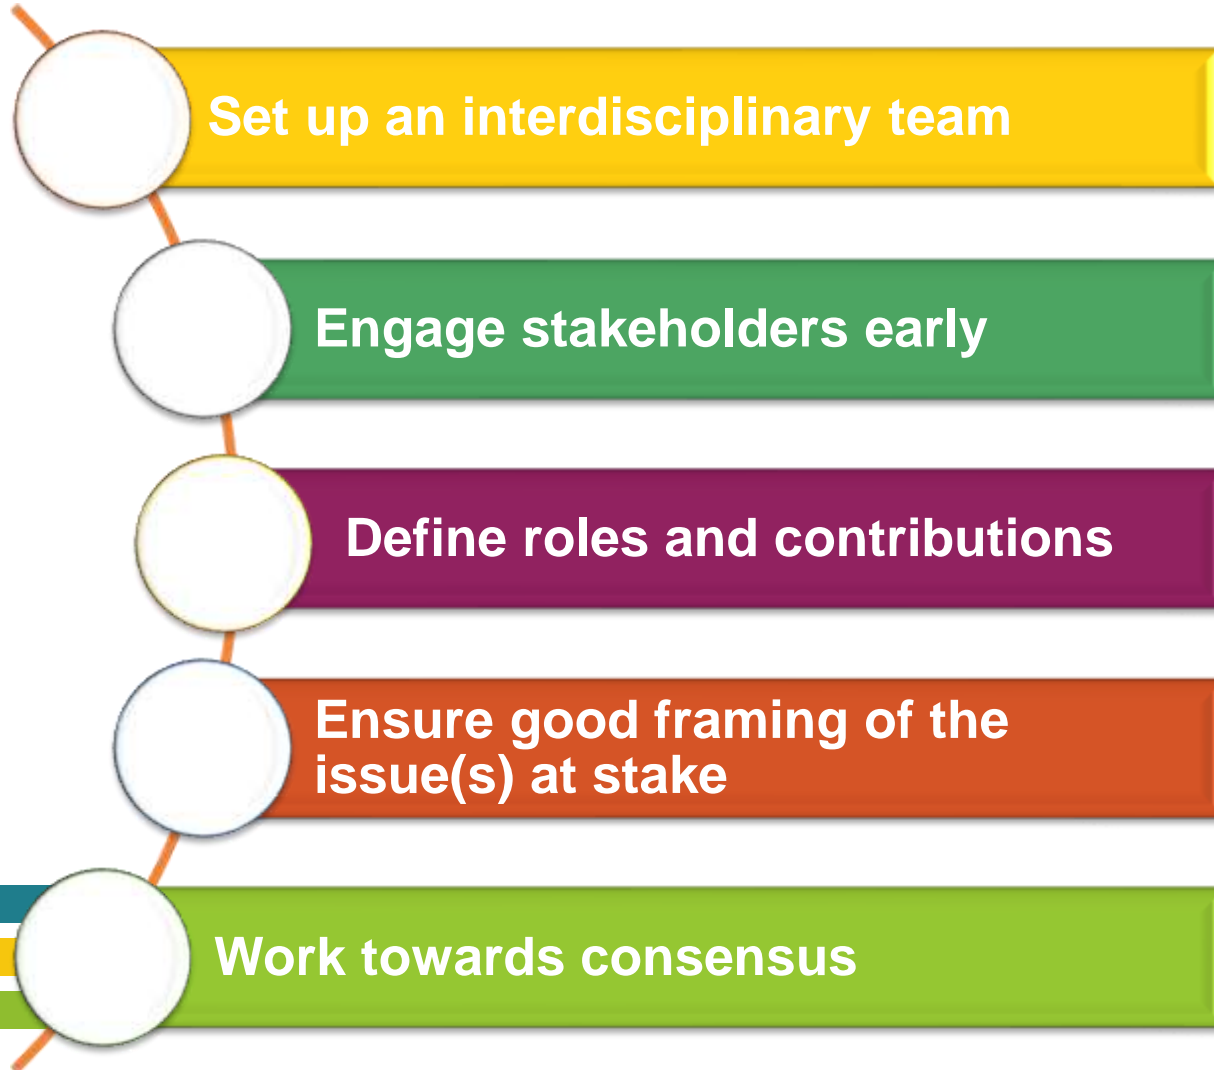 Set up an interdisciplinary team
Engage stakeholders early
Define roles and contributions
Ensure good framing of the
issue(s) at stake
Work towards consensus